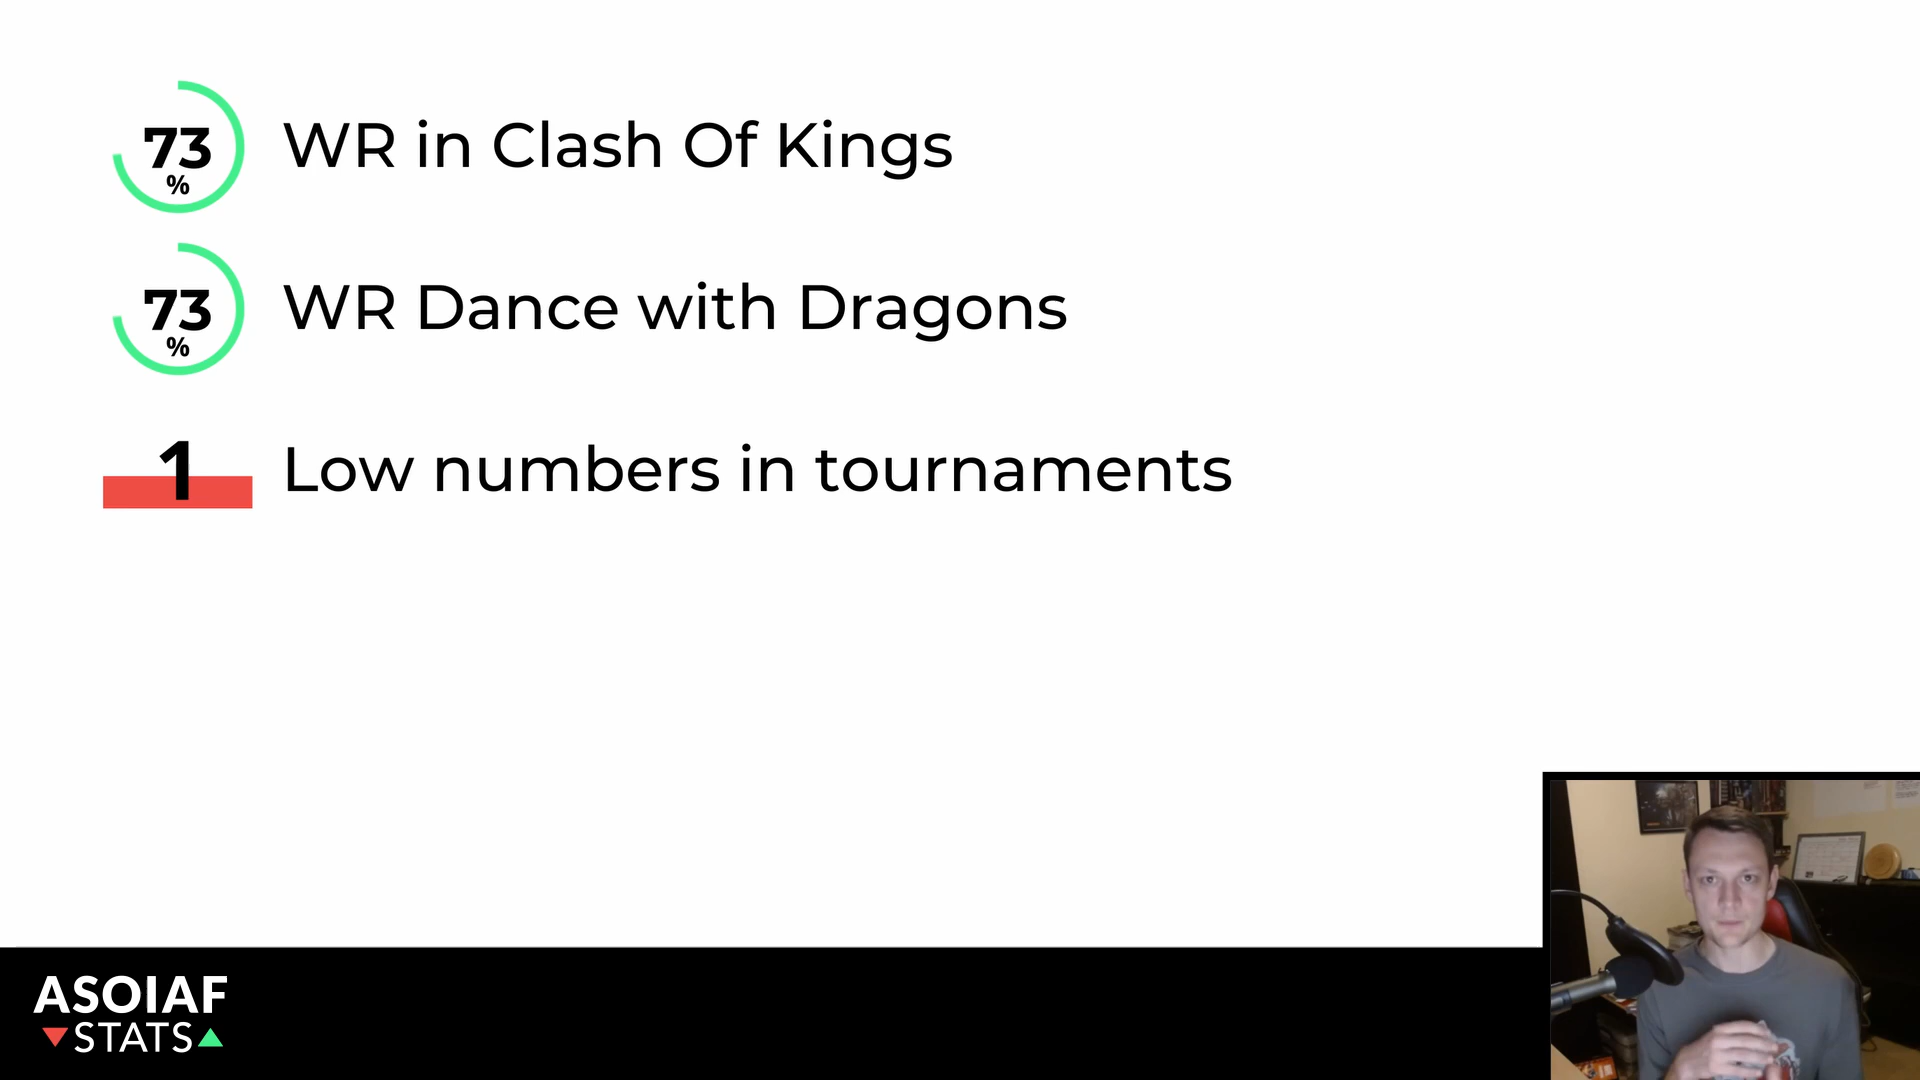 73
%
WR in Clash Of Kings
73
%
WR Dance with Dragons
1
Low numbers in tournaments
ASOIAF
STATS